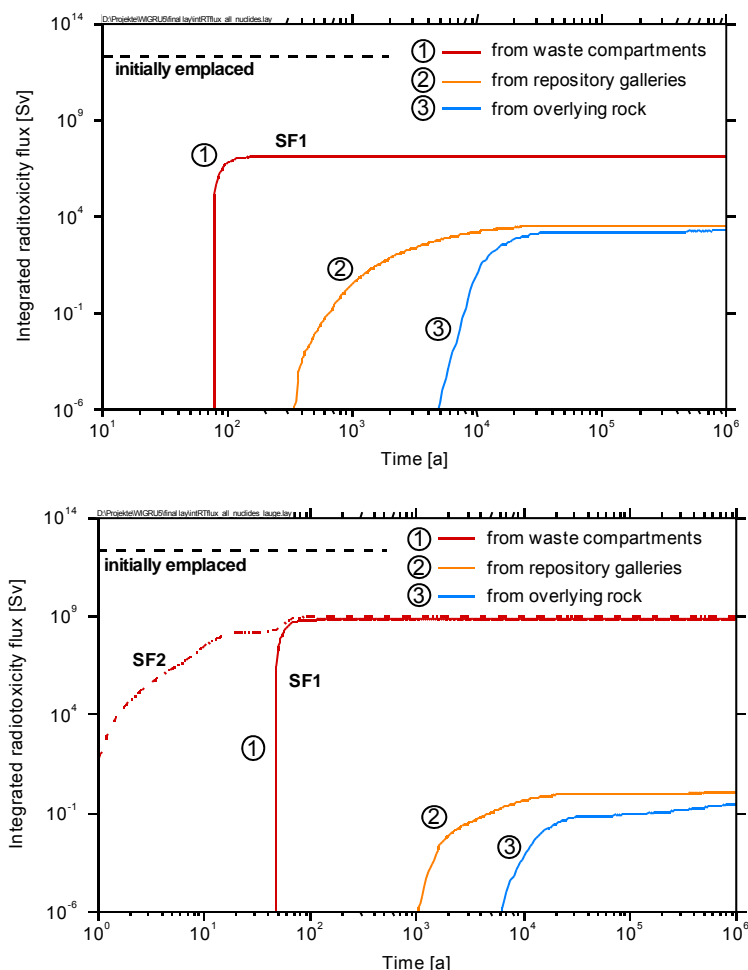 D:\Projekte\WIGRU5\final lay\intRTflux_all_nuclides.lay
10^14
10^9
10^4
10^-1
10^-6
Integrated raditoxicity flux [Sv]
initially emplaced
1 from waste compartments
2 from repository galleries
3 from overlying rock
SF1
1
2
3
10^1 10^2 10^3 10^4 10^5 10^6
Time [a]
D:\Projekte\WIGRU5\final lay\intRTflux_all_nuclides_lauge.lay
10^14
10^9
10^4
10^-1
10^-6
Integrated radiotoxicity flux [Sv]
initially emplaced
1 from waste compartments
2 from repository galleries
3 from overlying rock
SF2
SF1
1
2
3
10^0 10^1 10^2 10^3 10^4 10^5 10^6
Time [a]